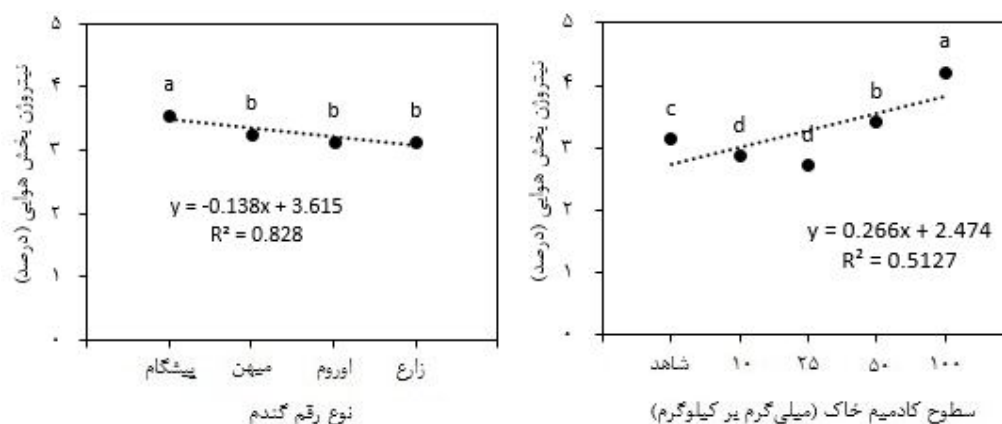 ۵
۴
۳
۲
۱
۰
نیتروژن بخش هوایی (درصد)
a
b
b
b
y = -0.138x + 3.615
R² = 0.828
پیشگام
میهن
اوروم
زارع
نوع رقم گندم
۵
۴
۳
۲
۱
۰
نیتروژن بخش هوایی (درصد)
c
d
d
b
a
y = 0.266x + 2.474
R² = 0.5127
شاهد
۱۰
۲۵
۵۰
۱۰۰
سطوح کادمیم خاک (میلی‌گرم بر کیلوگرم)